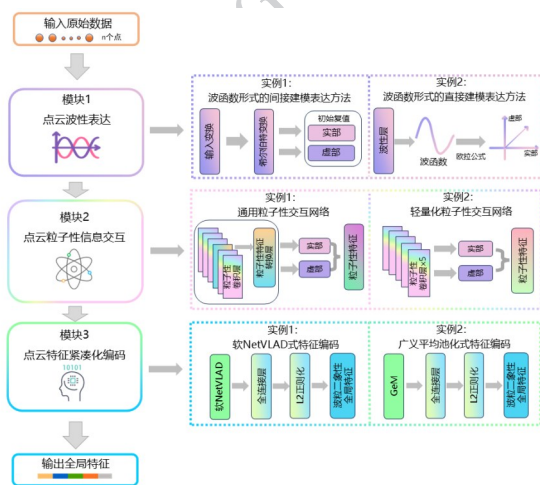 输入原始数据
n个点
模块1
点云波性表达
实例1:
波函数形式的间接建模表达方法
输入变换
希尔伯特变换
初始复值
实部
虚部
实例2:
波函数形式的直接建模表达方法
波性层
波函数
欧拉公式
虚部
实部
模块2
点云粒子性信息交互
实例1:
通用粒子性交互网络
粒子性
卷积层
粒子性特征
转换层
实部
虚部
粒子性特征
实例2:
轻量化粒子性交互网络
粒子性
卷积层×5
实部
虚部
粒子性特征
模块3
点云特征紧凑化编码
10101
实例1:
软NetVLAD式特征编码
软NetVLAD
全连接层
L2正则化
波粒二象性
全局特征
实例2:
广义平均池化式特征编码
GeM
全连接层
L2正则化
波粒二象性
全局特征
输出全局特征